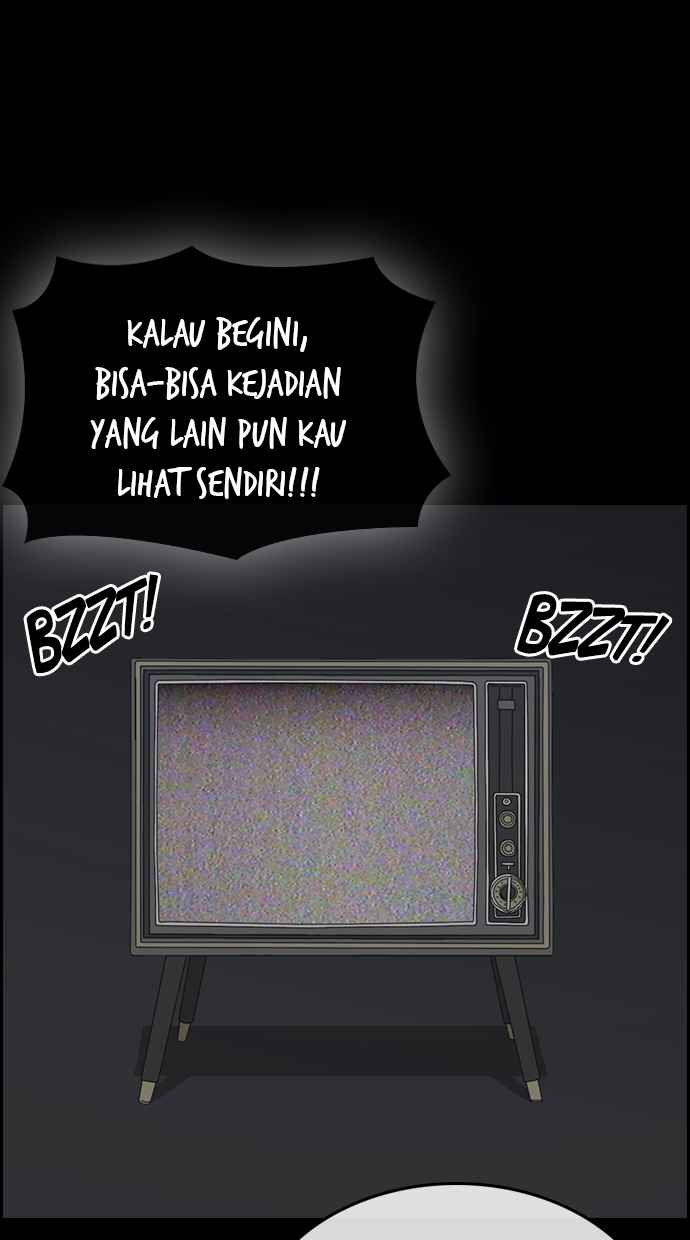 KALAU BEGINI,
BISA-BISA KEJADIAN
YANG LAIN PUN KAU
LIHAT SENDIRI!!!
BZZT!
BZZT!